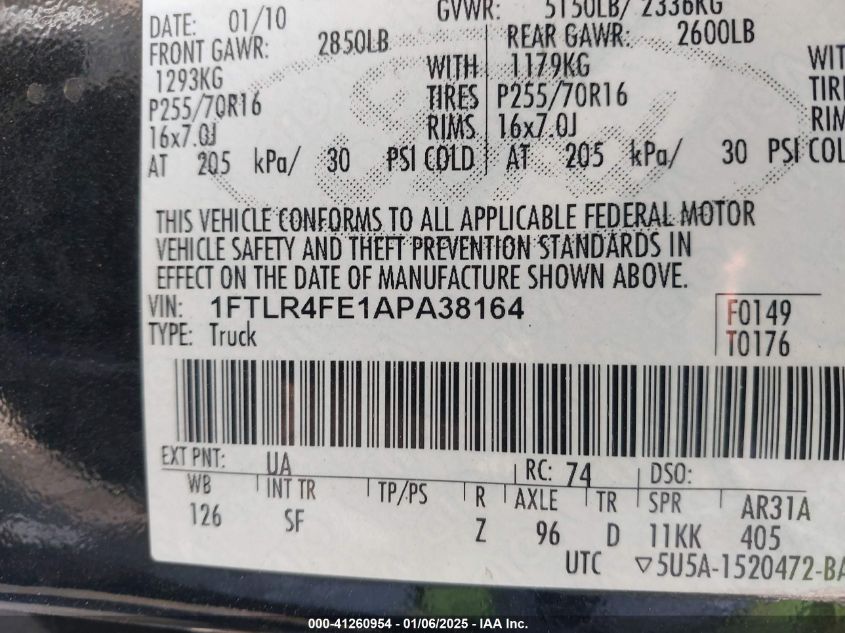 DATE: 01/10 GVWR: 5150LB/ 2336KG
FRONT GAWR: 2850LB REAR GAWR: 2600LB
1293KG WITH 1179KG WIT
P255/70R16 TIRES P255/70R16 TIRE
16x7.0J RIMS 16x7.0J RIM
AT 205 kPa/ 30 PSI COLD AT 205 kPa/ 30 PSI COL
THIS VEHICLE CONFORMS TO ALL APPLICABLE FEDERAL MOTOR
VEHICLE SAFETY AND THEFT PREVENTION STANDARDS IN
EFFECT ON THE DATE OF MANUFACTURE SHOWN ABOVE.
VIN: 1FTLR4FE1APA38164 F0149
TYPE: Truck T0176
EXT PNT: UA RC: 74 DSO:
WB INT TR TP/PS R AXLE TR SPR AR31A
126 SF Z 96 D 11KK 405
UTC ▽5U5A-1520472-BA
000-41260954 - 01/06/2025 - IAA Inc.